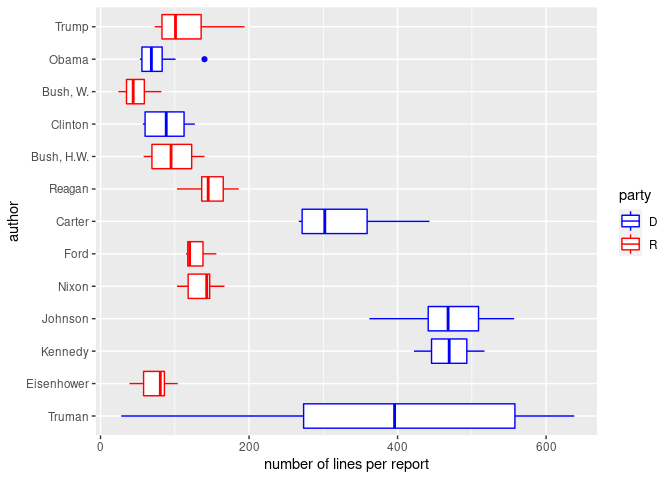 Trump
Obama
Bush, W.
Clinton
Bush, H.W.
Reagan
Carter
Ford
Nixon
Johnson
Kennedy
Eisenhower
Truman
author
0 200 400 600
number of lines per report
party
D
R